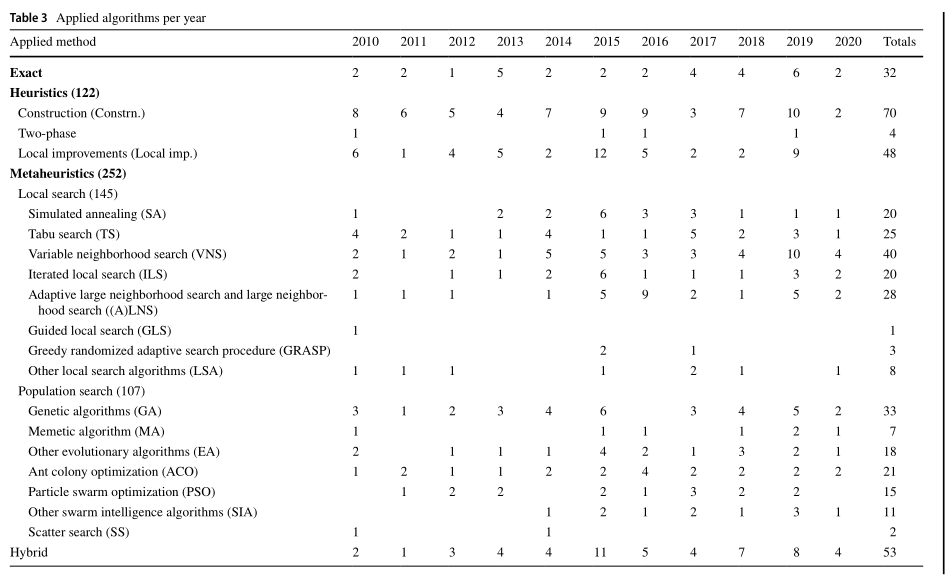 Table 3 Applied algorithms per year
Applied method 2010 2011 2012 2013 2014 2015 2016 2017 2018 2019 2020 Totals
Exact 2 2 1 5 2 2 2 4 4 6 2 32
Heuristics (122)
Construction (Constrn.) 8 6 5 4 7 9 9 3 7 10 2 70
Two-phase 1 1 1 1 4
Local improvements (Local imp.) 6 1 4 5 2 12 5 2 2 9 48
Metaheuristics (252)
Local search (145)
Simulated annealing (SA) 1 2 2 6 3 3 1 1 1 20
Tabu search (TS) 4 2 1 1 4 1 1 5 2 3 1 25
Variable neighborhood search (VNS) 2 1 2 1 5 5 3 3 4 10 4 40
Iterated local search (ILS) 2 1 1 2 6 1 1 1 3 2 20
Adaptive large neighborhood search and large neighbor- 1 1 1 1 5 9 2 1 5 2 28
hood search ((A)LNS)
Guided local search (GLS) 1 1
Greedy randomized adaptive search procedure (GRASP) 2 1 3
Other local search algorithms (LSA) 1 1 1 1 2 1 1 8
Population search (107)
Genetic algorithms (GA) 3 1 2 3 4 6 3 4 5 2 33
Memetic algorithm (MA) 1 1 1 1 2 1 7
Other evolutionary algorithms (EA) 2 1 1 1 4 2 1 3 2 1 18
Ant colony optimization (ACO) 1 2 1 1 2 2 4 2 2 2 2 21
Particle swarm optimization (PSO) 1 2 2 2 1 3 2 2 15
Other swarm intelligence algorithms (SIA) 1 2 1 2 1 3 1 11
Scatter search (SS) 1 1 2
Hybrid 2 1 3 4 4 11 5 4 7 8 4 53